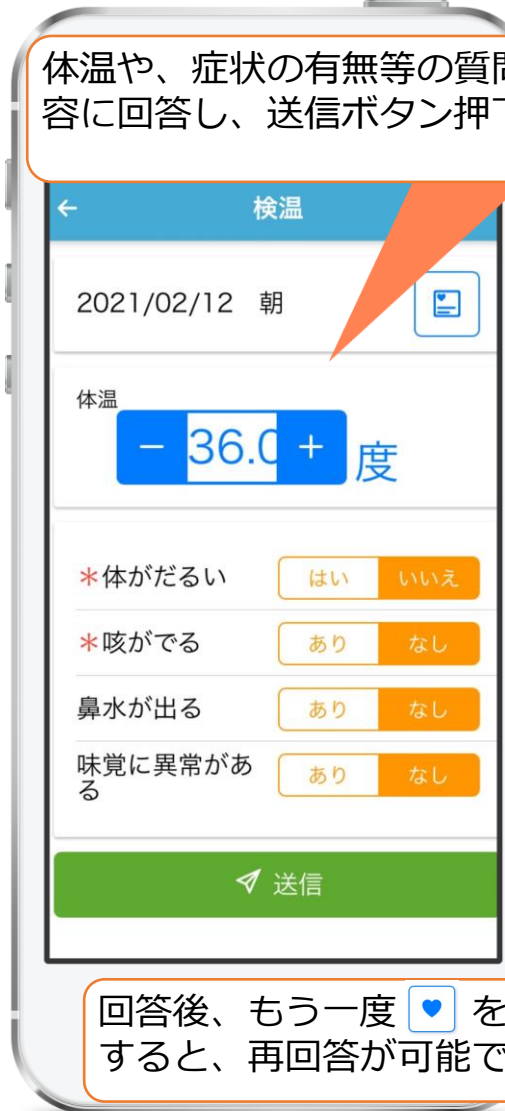 体温や、症状の有無等の質
容に回答し、送信ボタン押
検温
2021/02/12 朝
体温
36.0
度
＊体がだるい はい いいえ
＊咳がでる あり なし
鼻水が出る あり なし
味覚に異常があ あり なし
る
送信
回答後、もう一度 を
すると、再回答が可能で